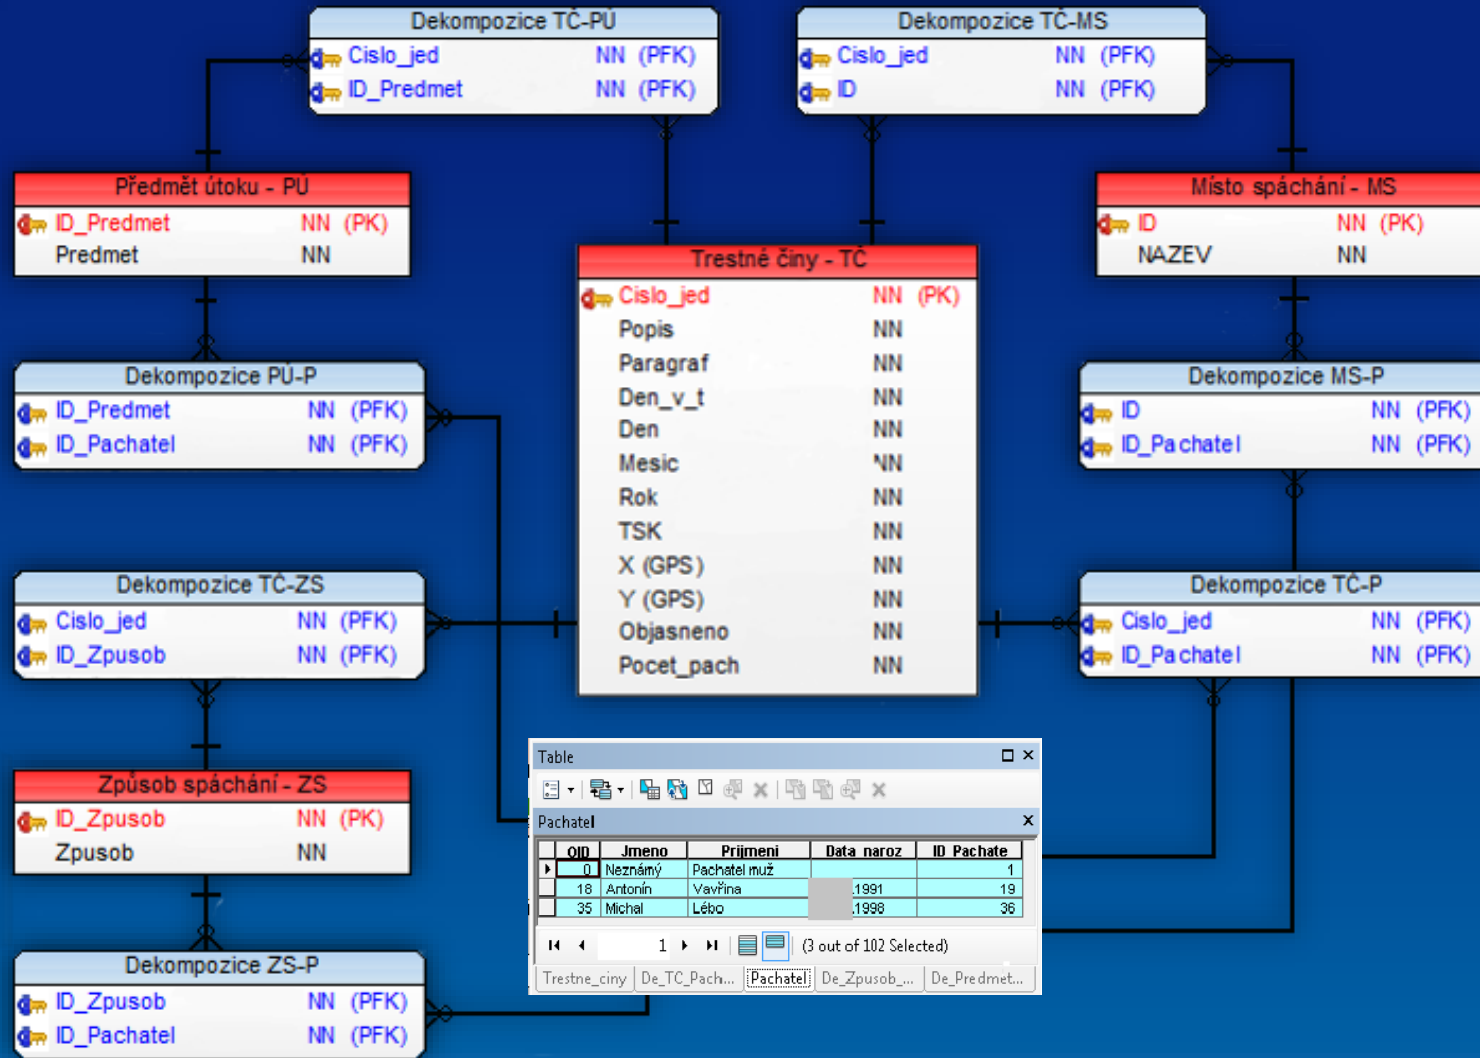 Dekompozice TČ-PÚ
Cislo_jed NN (PFK)
ID_Predmet NN (PFK)
Dekompozice TČ-MS
Cislo_jed NN (PFK)
ID NN (PFK)
Předmět útoku - PÚ
ID_Predmet NN (PK)
Predmet NN
Místo spáchání - MS
ID NN (PK)
NAZEV NN
Trestné činy - TČ
Cislo_jed NN (PK)
Popis NN
Paragraf NN
Den_v_t NN
Den NN
Mesic NN
Rok NN
TSK NN
X (GPS) NN
Y (GPS) NN
Objasneno NN
Pocet_pach NN
Dekompozice PÚ-P
ID_Predmet NN (PFK)
ID_Pachatel NN (PFK)
Dekompozice MS-P
ID NN (PFK)
ID_Pachatel NN (PFK)
Dekompozice TČ-ZS
Cislo_jed NN (PFK)
ID_Zpusob NN (PFK)
Dekompozice TČ-P
Cislo_jed NN (PFK)
ID_Pachatel NN (PFK)
Způsob spáchání - ZS
ID_Zpusob NN (PK)
Zpusob NN
Dekompozice ZS-P
ID_Zpusob NN (PFK)
ID_Pachatel NN (PFK)
Table
Pachatel
OID Jmeno Prijmeni Data_naroz ID_Pachate
0 Neznámý Pachatel muž 1
18 Antonín Vavřina .1991 19
35 Michal Lébo .1998 36
1 (3 out of 102 Selected)
Trestne_ciny De_TC_Pach... Pachatel De_Zpusob_... De_Predmet...